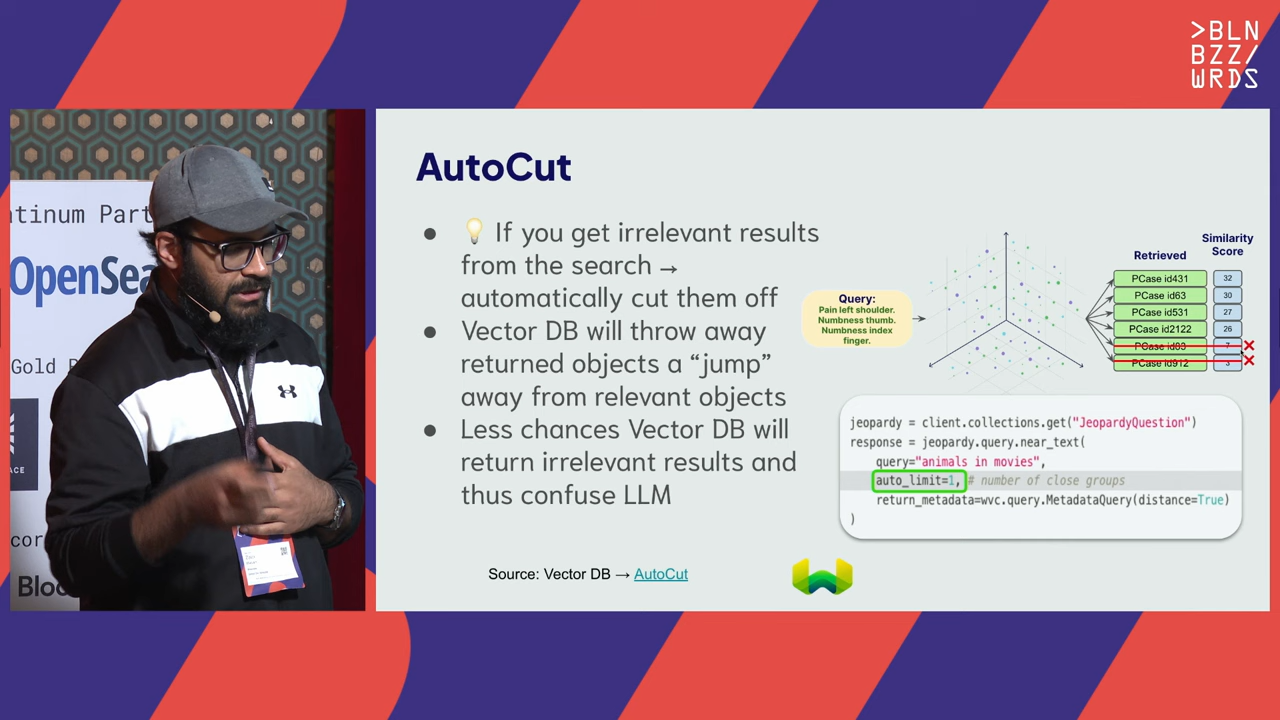 >BLN
BZZ/
WRDS
atinum Part
OpenSea
Gold P
ACE
cor
Bloo
AutoCut
● 💡 If you get irrelevant results
from the search →
automatically cut them off
● Vector DB will throw away
returned objects a “jump”
away from relevant objects
● Less chances Vector DB will
return irrelevant results and
thus confuse LLM
Source: Vector DB → AutoCut
Query:
Pain left shoulder.
Numbness thumb.
Numbness index
finger.
Retrieved
Similarity
Score
PCase id431 32
PCase id63 30
PCase id531 27
PCase id2122 26
PCase id83 7
PCase id912 3
jeopardy = client.collections.get("JeopardyQuestion")
response = jeopardy.query.near_text(
query="animals in movies",
auto_limit=1, # number of close groups
return_metadata=wvc.query.MetadataQuery(distance=True)
)